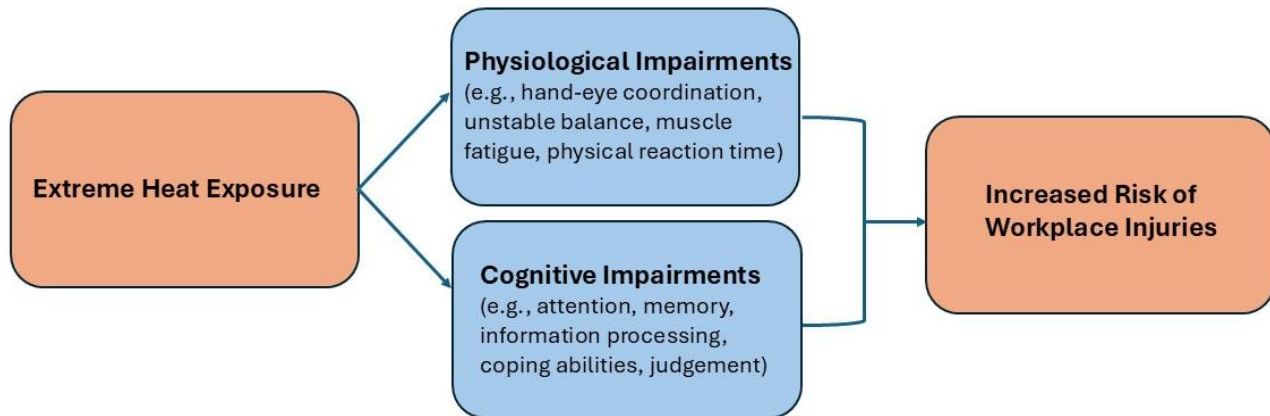 Extreme Heat Exposure
Physiological Impairments
(e.g., hand-eye coordination,
unstable balance, muscle
fatigue, physical reaction time)
Cognitive Impairments
(e.g., attention, memory,
information processing,
coping abilities, judgement)
Increased Risk of
Workplace Injuries